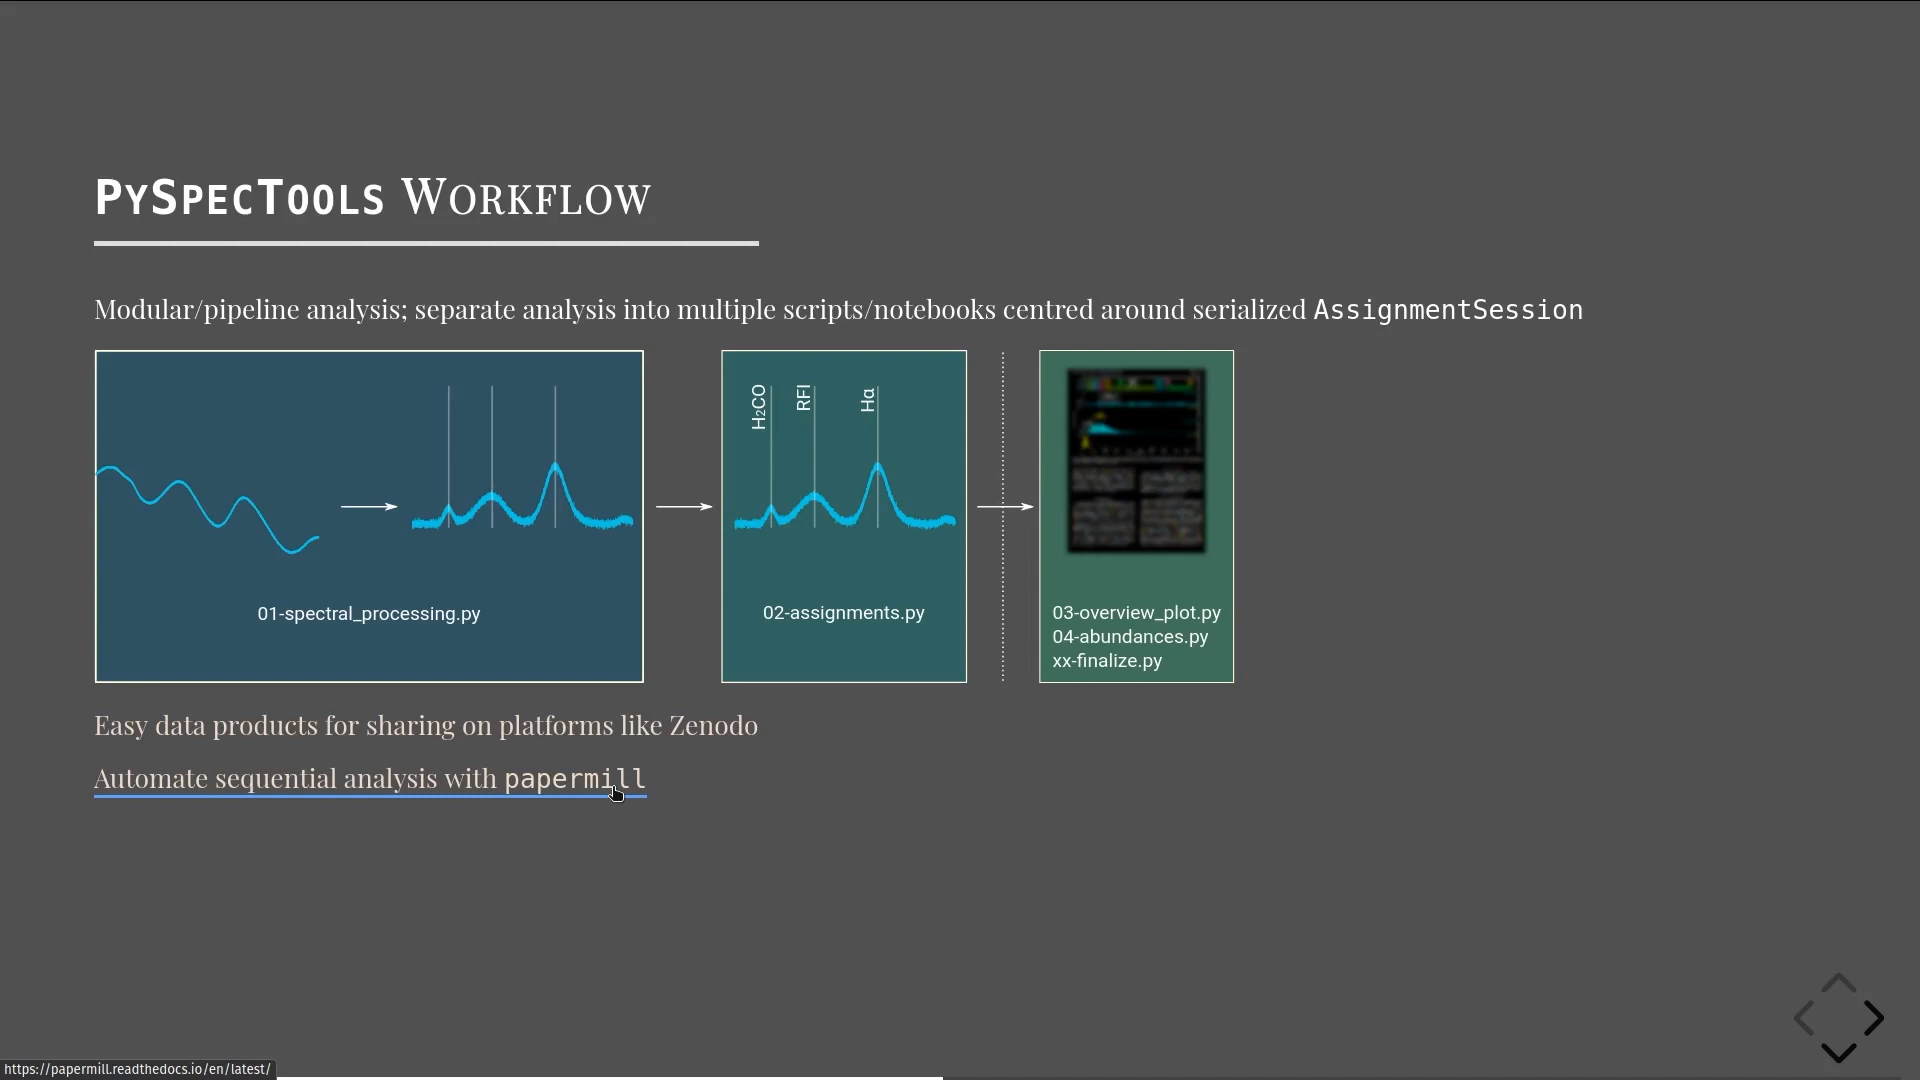 PYSPECTOOLS WORKFLOW
Modular/pipeline analysis; separate analysis into multiple scripts/notebooks centred around serialized AssignmentSession
H₂CO
RFI
Hα
01-spectral_processing.py
02-assignments.py
03-overview_plot.py
04-abundances.py
xx-finalize.py
Easy data products for sharing on platforms like Zenodo
Automate sequential analysis with papermill
https://papermill.readthedocs.io/en/latest/